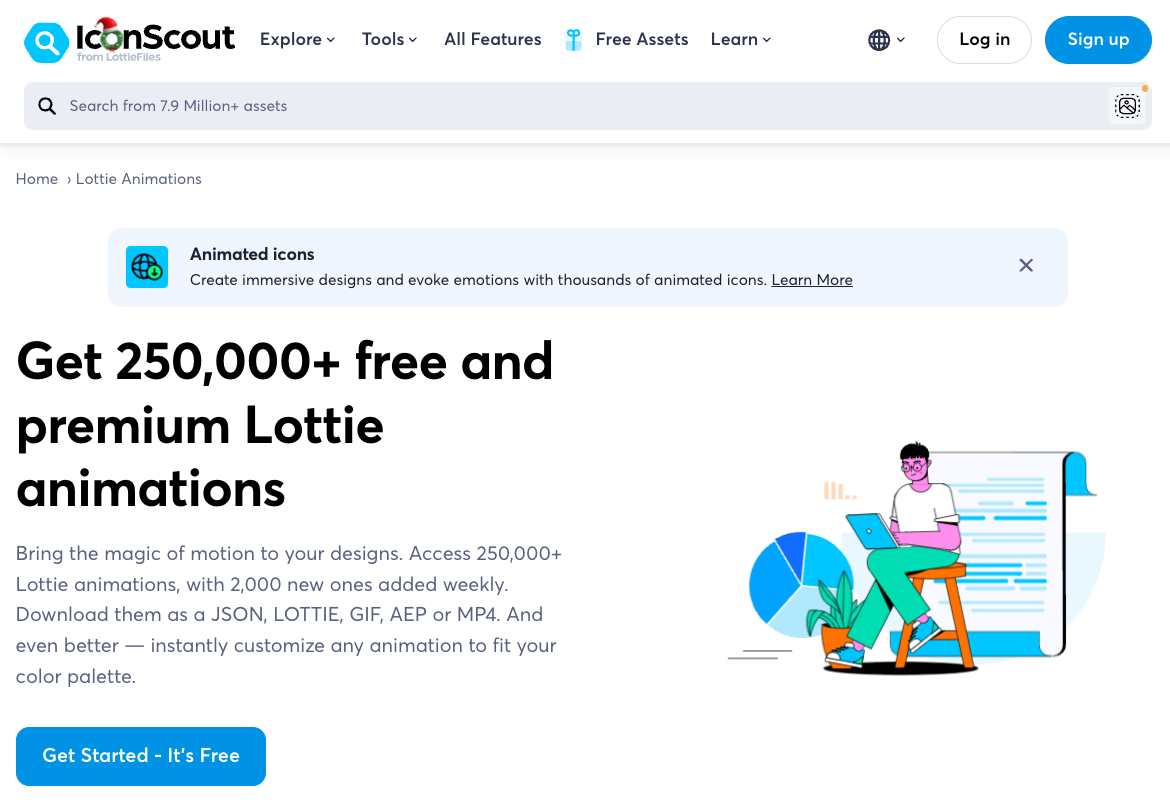 IconScout
from LottieFiles
Explore
Tools
All Features
Free Assets
Learn
Log in
Sign up
Search from 7.9 Million+ assets
Home › Lottie Animations
Animated icons
Create immersive designs and evoke emotions with thousands of animated icons. Learn More
Get 250,000+ free and
premium Lottie
animations
Bring the magic of motion to your designs. Access 250,000+
Lottie animations, with 2,000 new ones added weekly.
Download them as a JSON, LOTTIE, GIF, AEP or MP4. And
even better — instantly customize any animation to fit your
color palette.
Get Started - It's Free